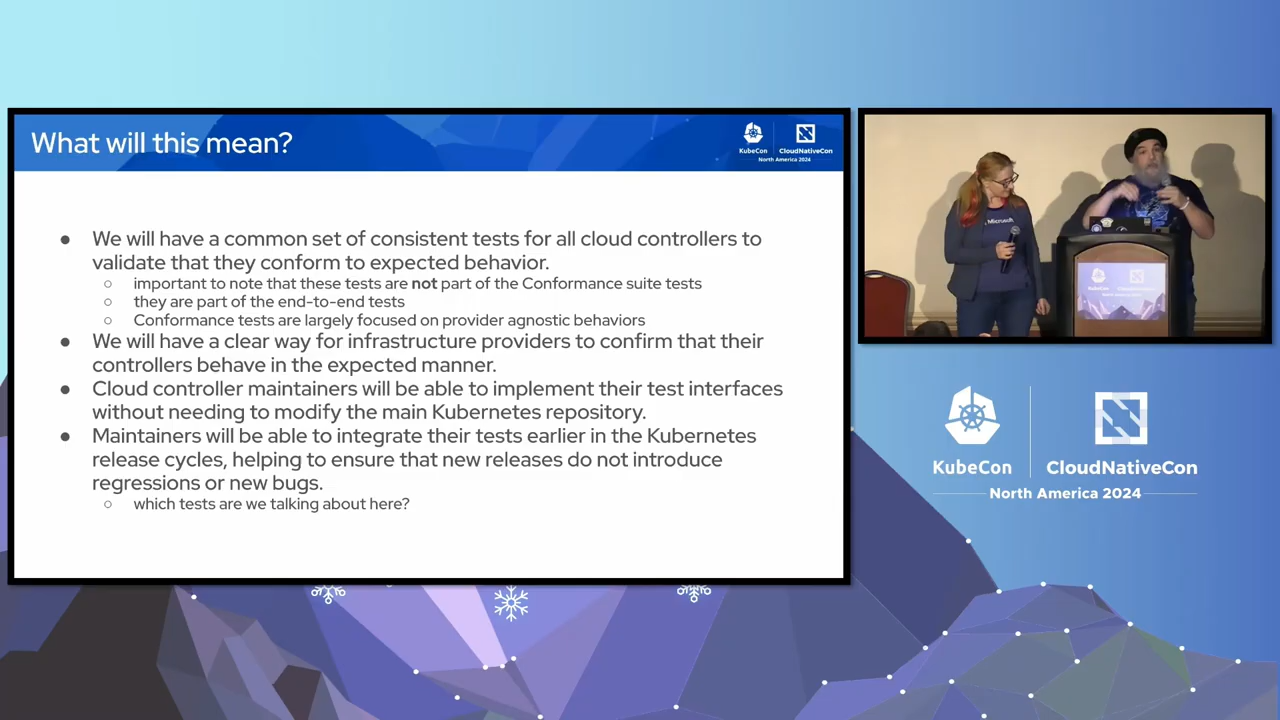 What will this mean?
KubeCon
CloudNativeCon
North America 2024
● We will have a common set of consistent tests for all cloud controllers to
validate that they conform to expected behavior.
○ important to note that these tests are not part of the Conformance suite tests
○ they are part of the end-to-end tests
○ Conformance tests are largely focused on provider agnostic behaviors
● We will have a clear way for infrastructure providers to confirm that their
controllers behave in the expected manner.
● Cloud controller maintainers will be able to implement their test interfaces
without needing to modify the main Kubernetes repository.
● Maintainers will be able to integrate their tests earlier in the Kubernetes
release cycles, helping to ensure that new releases do not introduce
regressions or new bugs.
○ which tests are we talking about here?
Microsoft
KubeCon
CloudNativeCon
North America 2024